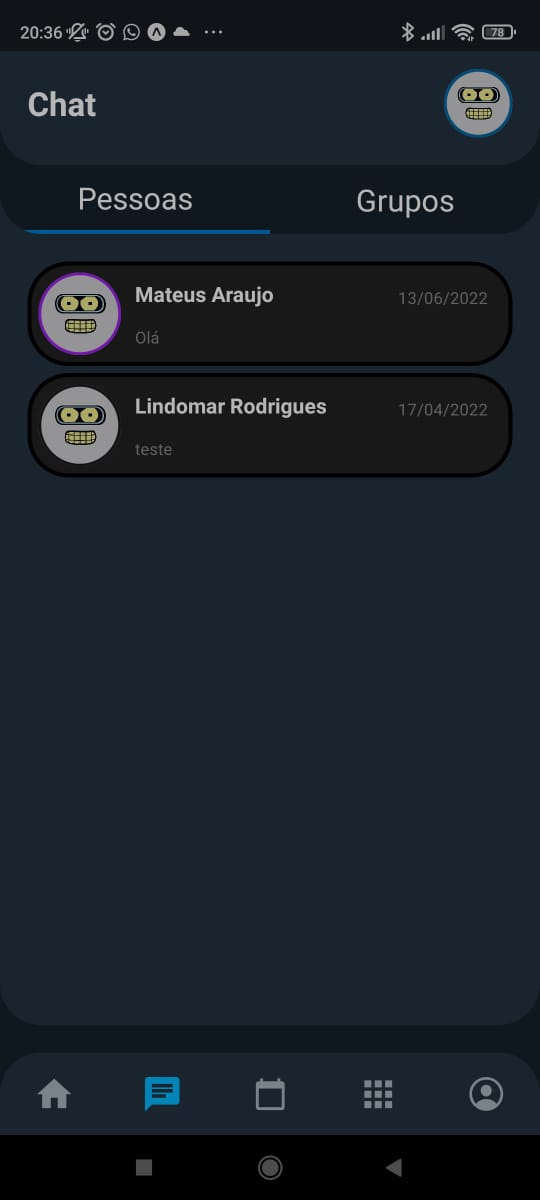 20:36
78
Chat
Pessoas
Grupos
Mateus Araujo
13/06/2022
Olá
Lindomar Rodrigues
17/04/2022
teste